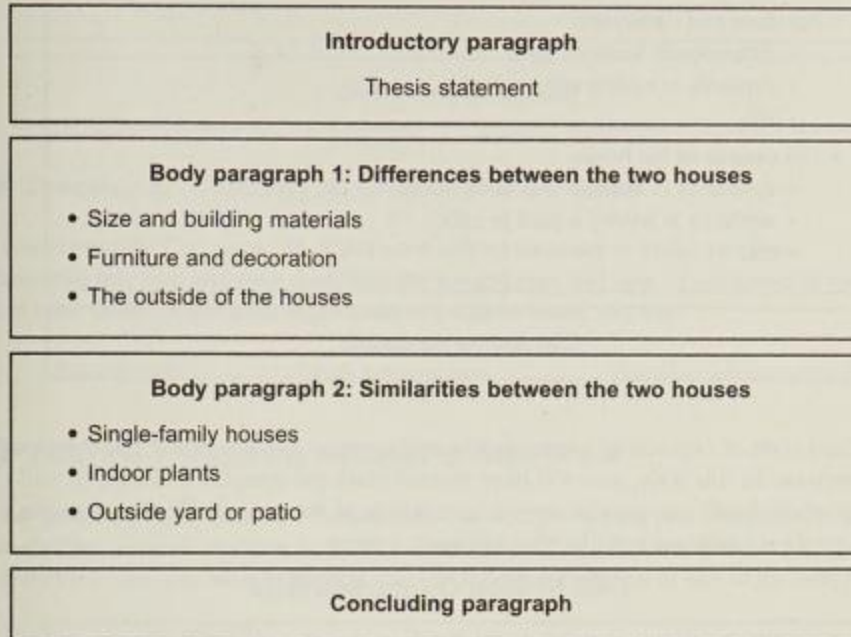 Introductory paragraph
Thesis statement
Body paragraph 1: Differences between the two houses
• Size and building materials
• Furniture and decoration
• The outside of the houses
Body paragraph 2: Similarities between the two houses
• Single-family houses
• Indoor plants
• Outside yard or patio
Concluding paragraph